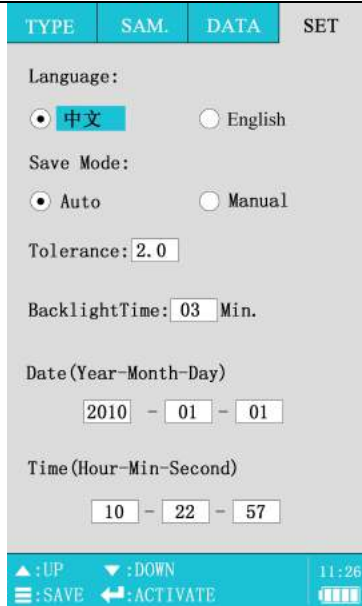 TYPE SAM. DATA SET
Language:
中文 English
Save Mode:
Auto Manual
Tolerance: 2.0
BacklightTime: 03 Min.
Date(Year-Month-Day)
2010 - 01 - 01
Time(Hour-Min-Second)
10 - 22 - 57
▲:UP ▼:DOWN 11:26
:SAVE :ACTIVATE